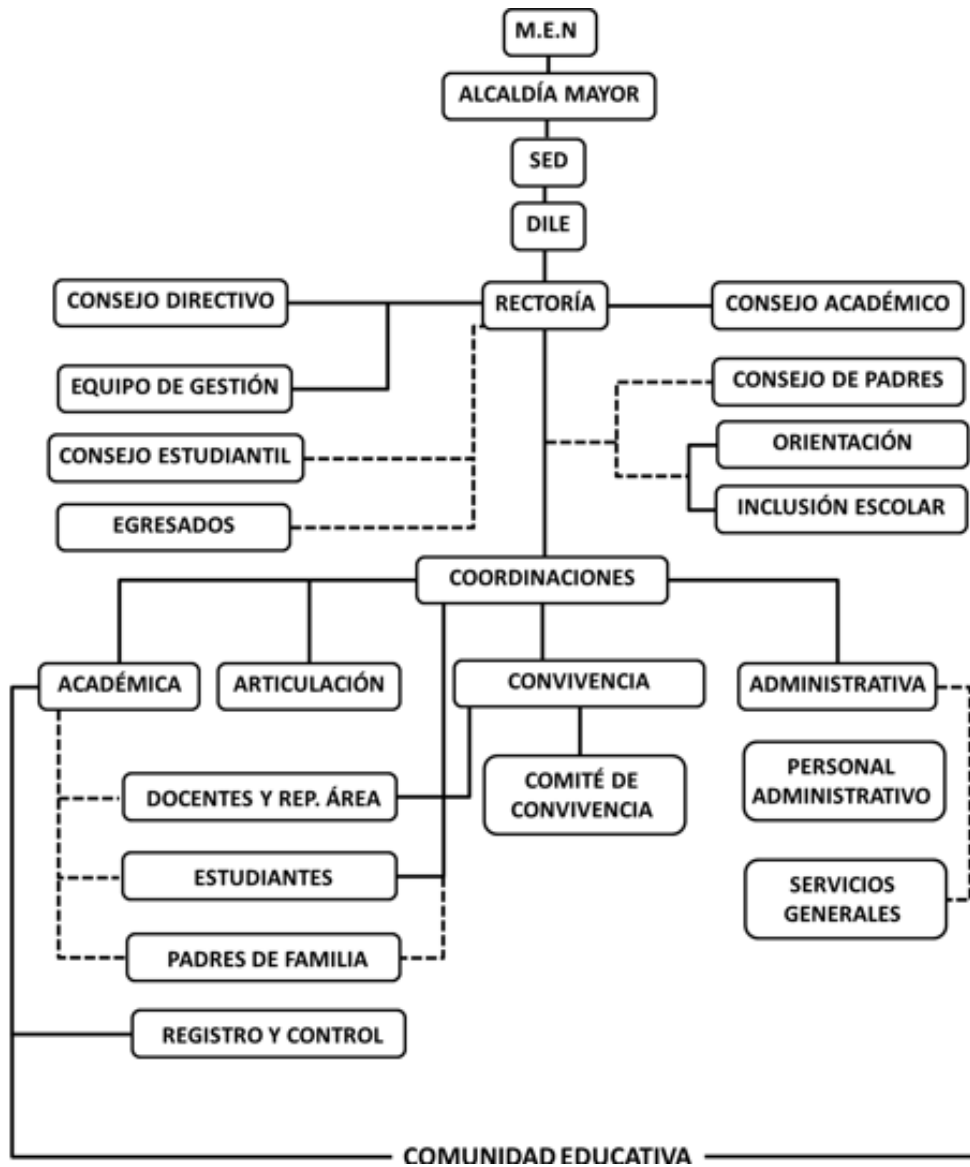 M.E.N
ALCALDÍA MAYOR
SED
DILE
CONSEJO DIRECTIVO
RECTORÍA
CONSEJO ACADÉMICO
EQUIPO DE GESTIÓN
CONSEJO DE PADRES
CONSEJO ESTUDIANTIL
ORIENTACIÓN
EGRESADOS
INCLUSIÓN ESCOLAR
COORDINACIONES
ACADÉMICA
ARTICULACIÓN
CONVIVENCIA
ADMINISTRATIVA
DOCENTES Y REP. ÁREA
COMITÉ DE
CONVIVENCIA
PERSONAL
ADMINISTRATIVO
ESTUDIANTES
SERVICIOS
GENERALES
PADRES DE FAMILIA
REGISTRO Y CONTROL
COMUNIDAD EDUCATIVA